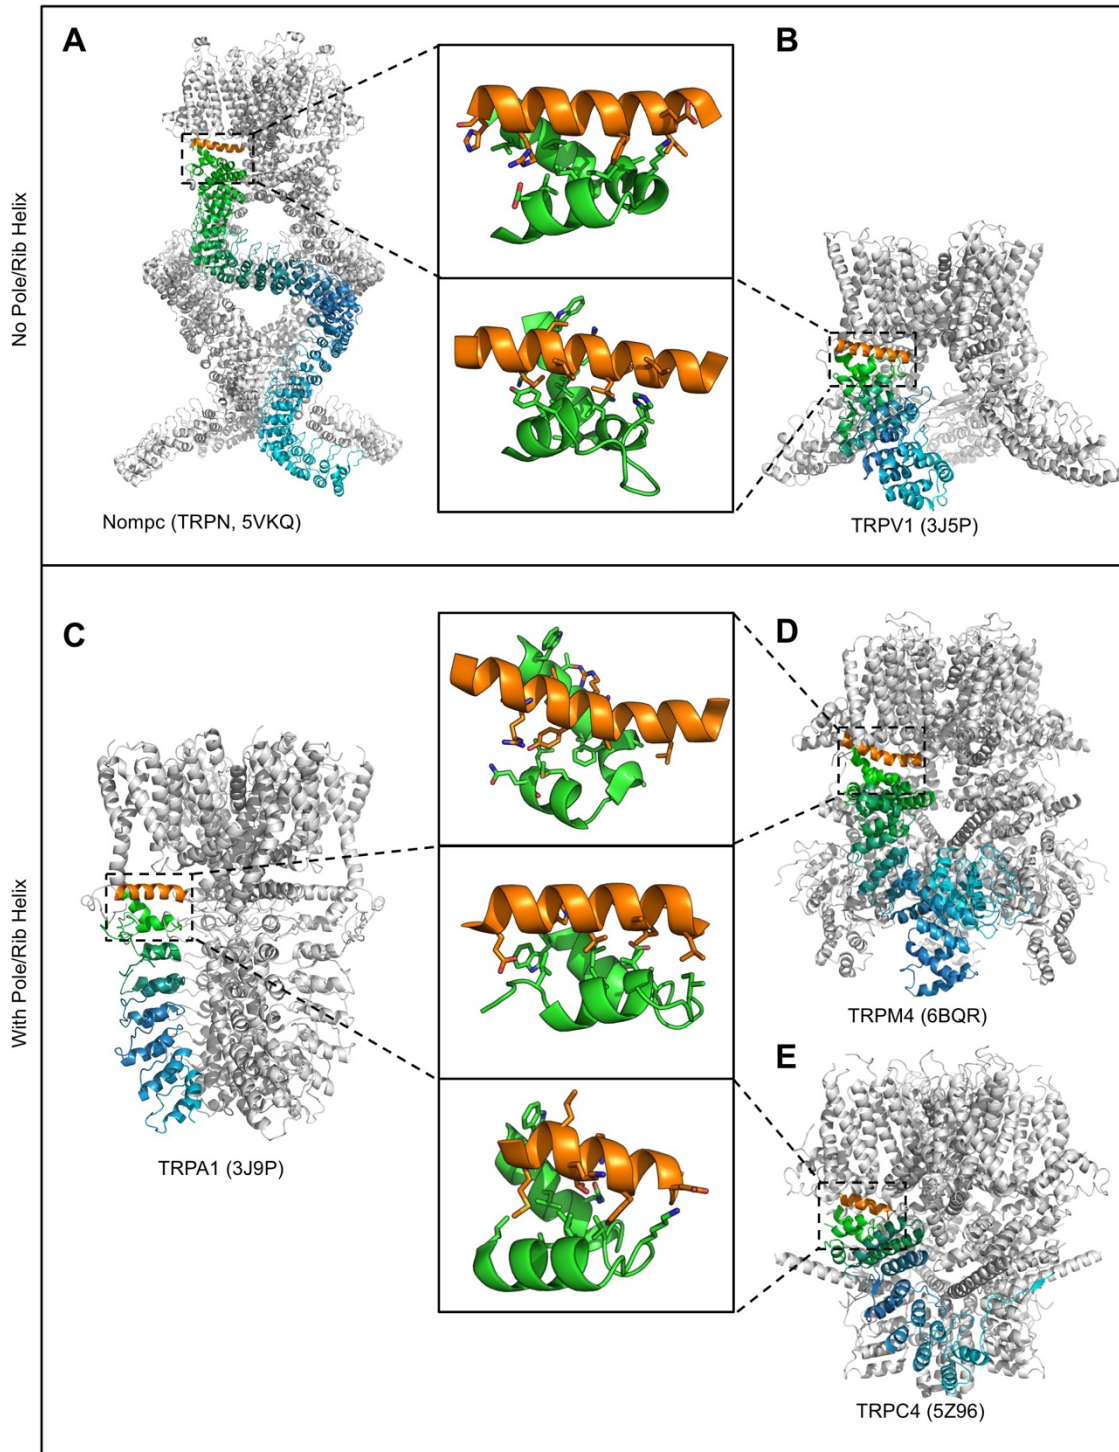 No Pole/Rib Helix
A
B
Nompc (TRPN, 5VKQ)
TRPV1 (3J5P)
With Pole/Rib Helix
C
D
TRPM4 (6BQR)
E
TRPA1 (3J9P)
TRPC4 (5Z96)